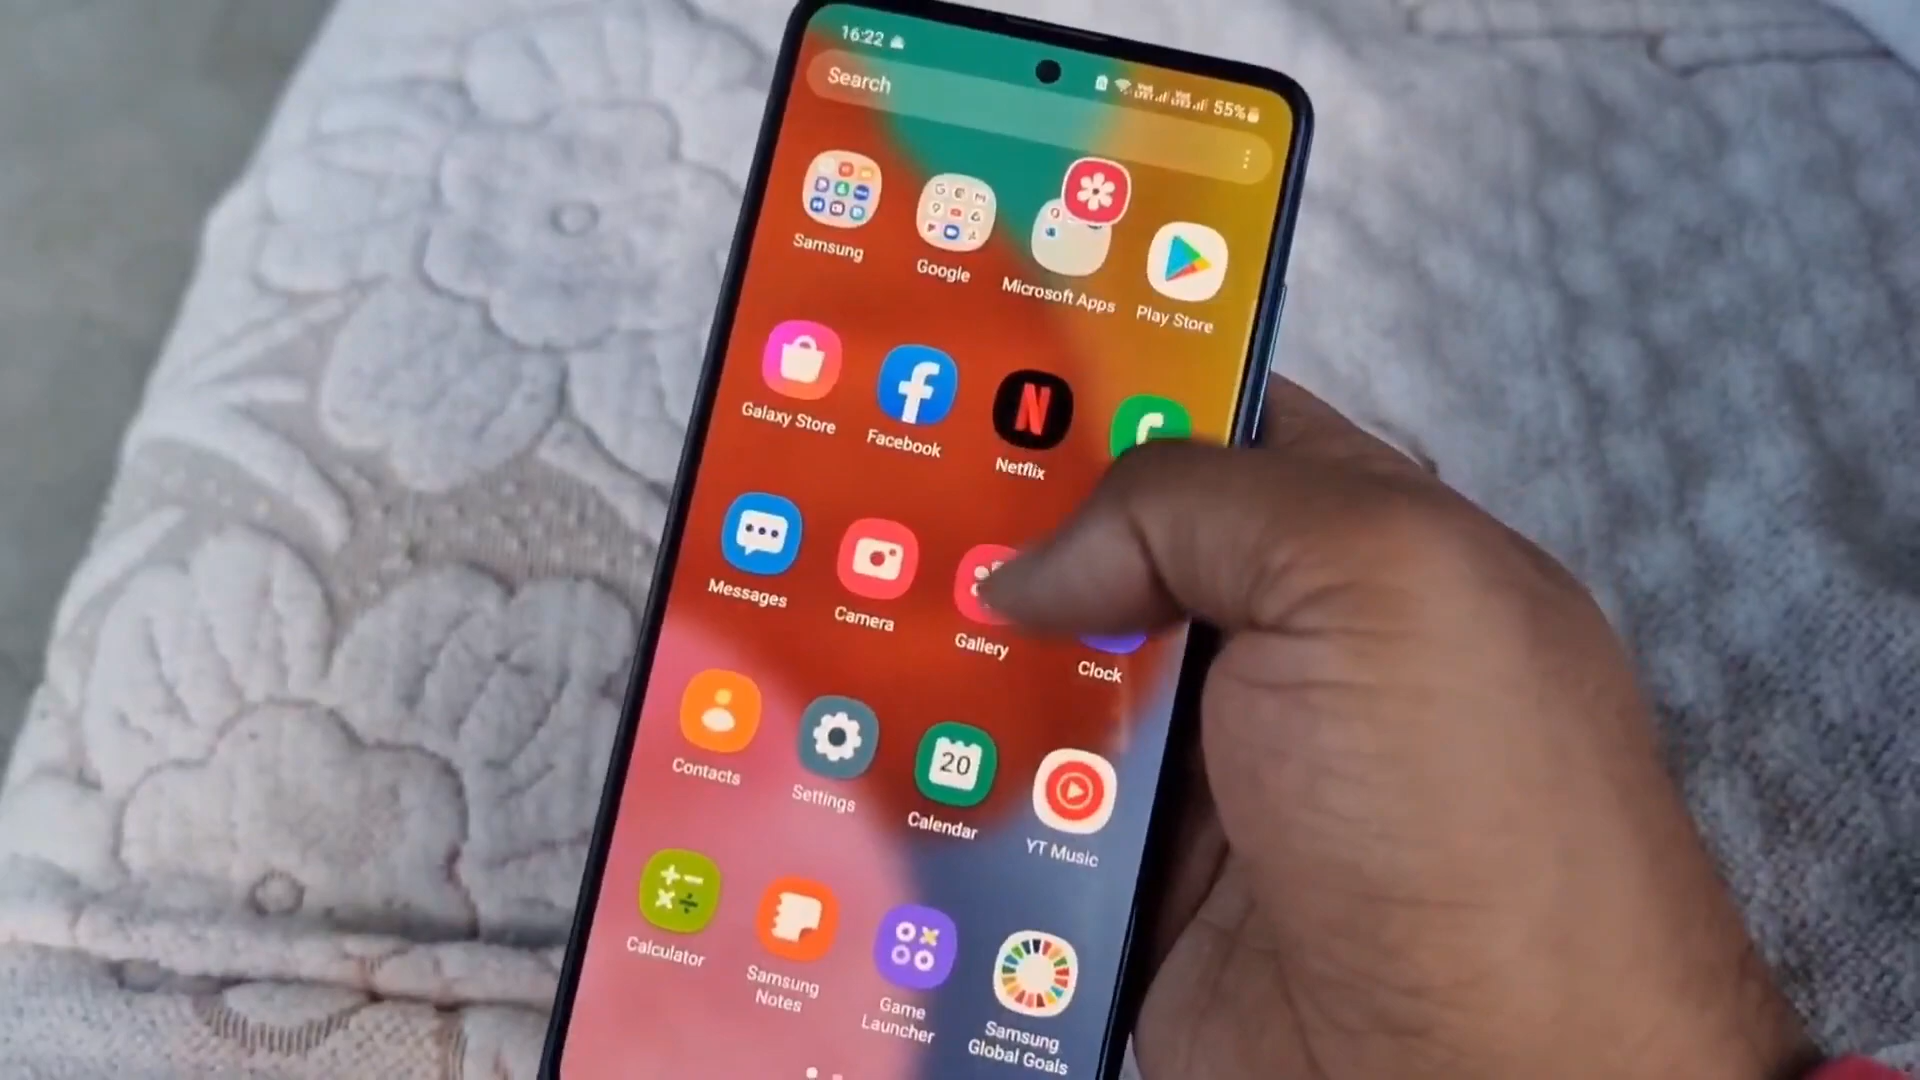 16:22
55%
Search
Samsung
Google
Microsoft Apps
Play Store
Galaxy Store
Facebook
N
Netflix
Messages
Camera
Gallery
Clock
Contacts
Settings
20
Calendar
YT Music
Calculator
Samsung
Notes
Game
Launcher
Samsung
Global Goals